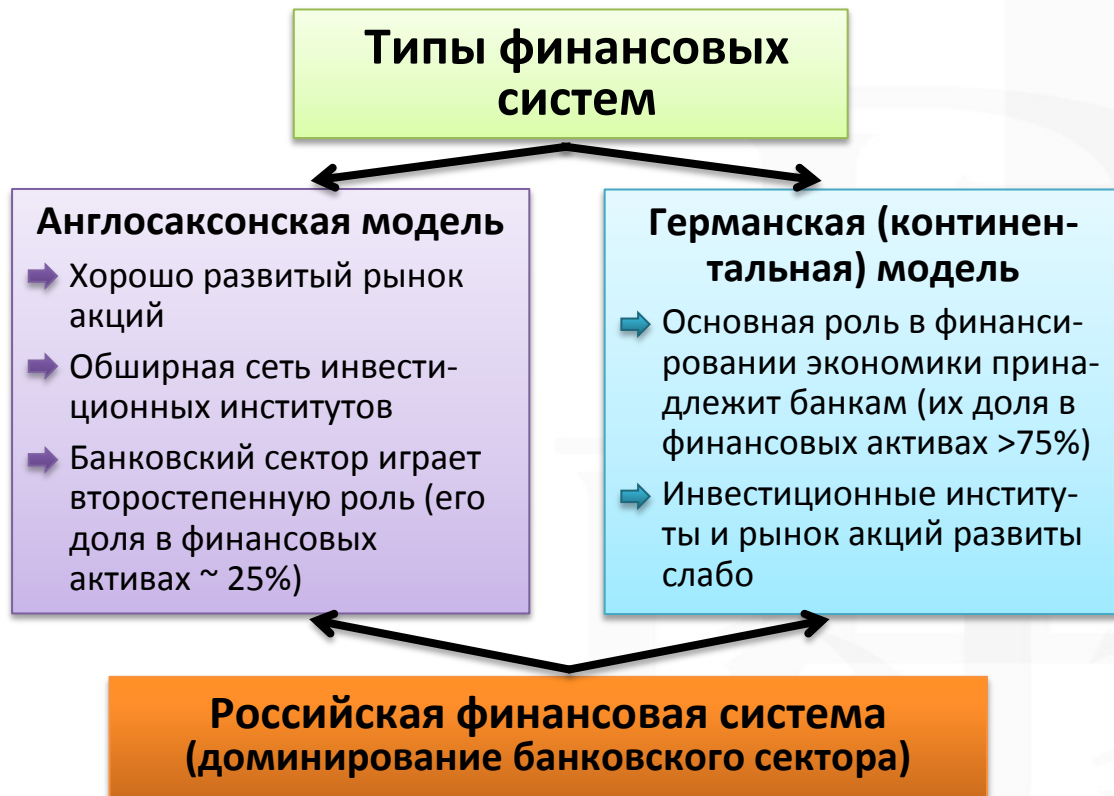 Типы финансовых
систем
Англосаксонская модель
Хорошо развитый рынок
акций
Обширная сеть инвести-
ционных институтов
Банковский сектор играет
второстепенную роль (его
доля в финансовых
активах ~ 25%)
Германская (континен-
тальная) модель
Основная роль в финанси-
ровании экономики прина-
длежит банкам (их доля в
финансовых активах >75%)
Инвестиционные институ-
ты и рынок акций развиты
слабо
Российская финансовая система
(доминирование банковского сектора)